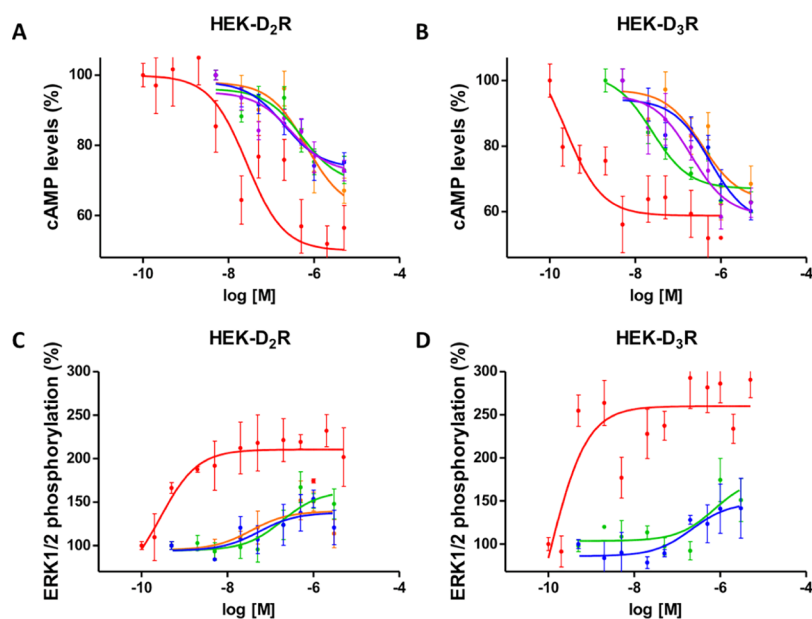 A
HEK-D₂R
cAMP levels (%)
100
80
60
-10
-8
-6
-4
log [M]
B
HEK-D₃R
cAMP levels (%)
100
80
60
-10
-8
-6
-4
log [M]
C
HEK-D₂R
ERK1/2 phosphorylation (%)
300
250
200
150
100
-10
-8
-6
-4
log [M]
D
HEK-D₃R
ERK1/2 phosphorylation (%)
300
250
200
150
100
-10
-8
-6
-4
log [M]